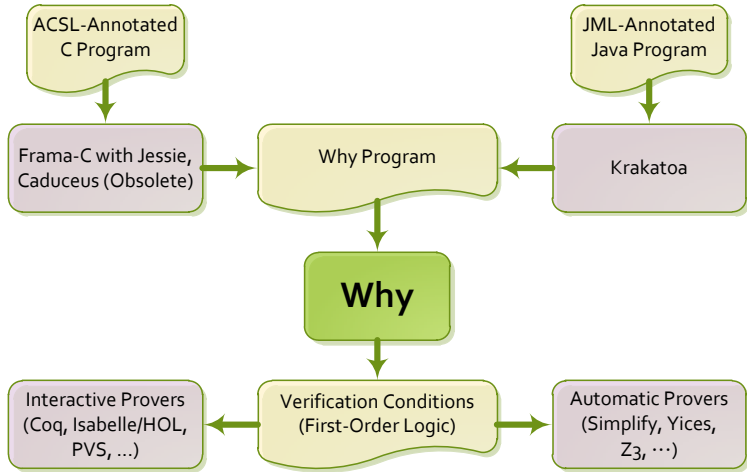 ACSL-Annotated
C Program
JML-Annotated
Java Program
Frama-C with Jessie,
Caduceus (Obsolete)
Why Program
Krakatoa
Why
Interactive Provers
(Coq, Isabelle/HOL,
PVS, ...)
Verification Conditions
(First-Order Logic)
Automatic Provers
(Simplify, Yices,
Z3, ⋯)